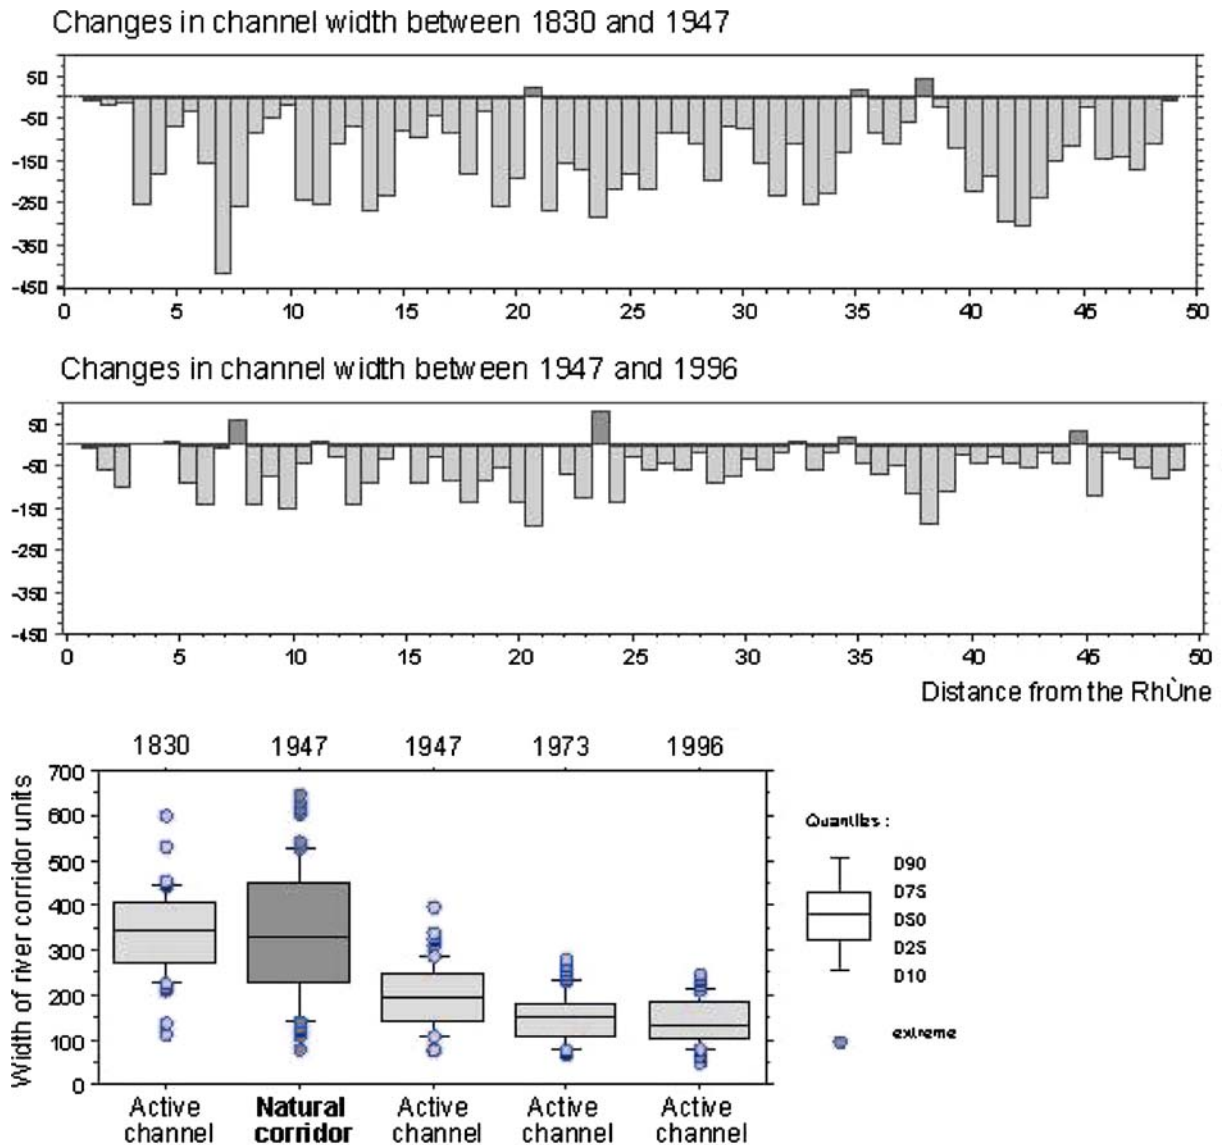 Changes in channel width between 1830 and 1947
50
-50
-150
-250
-350
-450
0 5 10 15 20 25 30 35 40 45 50
Changes in channel width between 1947 and 1996
50
-50
-150
-250
-350
-450
0 5 10 15 20 25 30 35 40 45 50
Distance from the RhÙne
1830 1947 1947 1973 1996
Width of river corridor units
700
600
500
400
300
200
100
0
Active channel
Natural corridor
Active channel
Active channel
Active channel
Quantiles :
D90
D75
D50
D25
D10
extreme